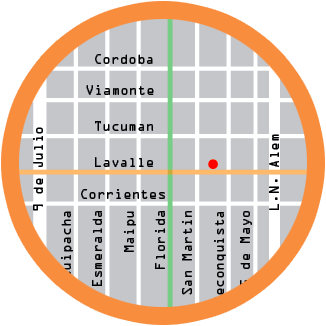 Cordoba
Viamonte
Tucuman
Lavalle
Corrientes
9 de Julio
uipacha
Esmeralda
Maipu
Florida
San Martin
econquista
de Mayo
L.N. Alem